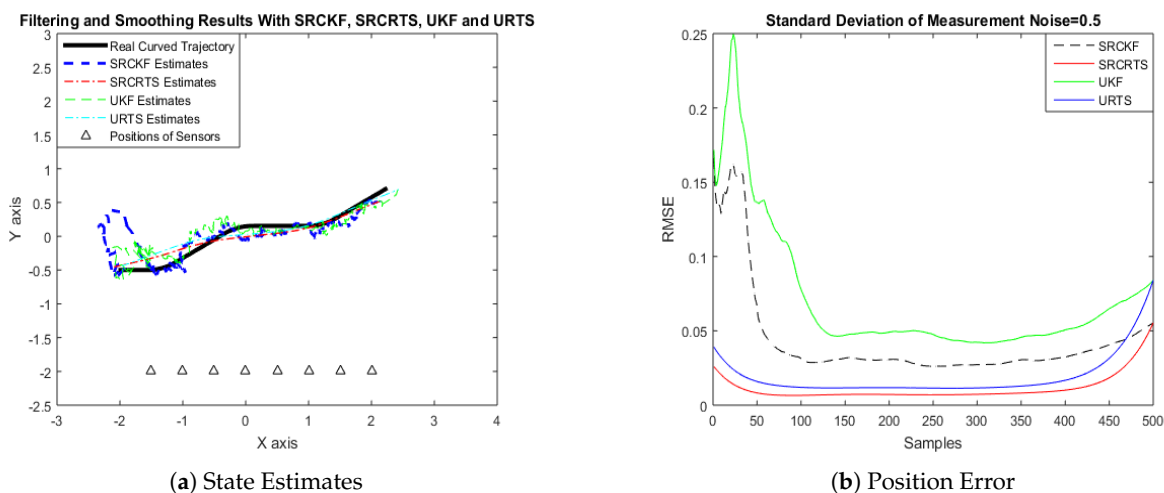 Filtering and Smoothing Results With SRCKF, SRCRTS, UKF and URTS
3
2.5
2
1.5
1
0.5
0
-0.5
-1
-1.5
-2
-2.5
Y axis
Real Curved Trajectory
SRCKF Estimates
SRCRTS Estimates
UKF Estimates
URTS Estimates
Positions of Sensors
-3 -2 -1 0 1 2 3 4
X axis
(a) State Estimates
Standard Deviation of Measurement Noise=0.5
0.25
0.2
0.15
0.1
0.05
0
RMSE
SRCKF
SRCRTS
UKF
URTS
0 50 100 150 200 250 300 350 400 450 500
Samples
(b) Position Error